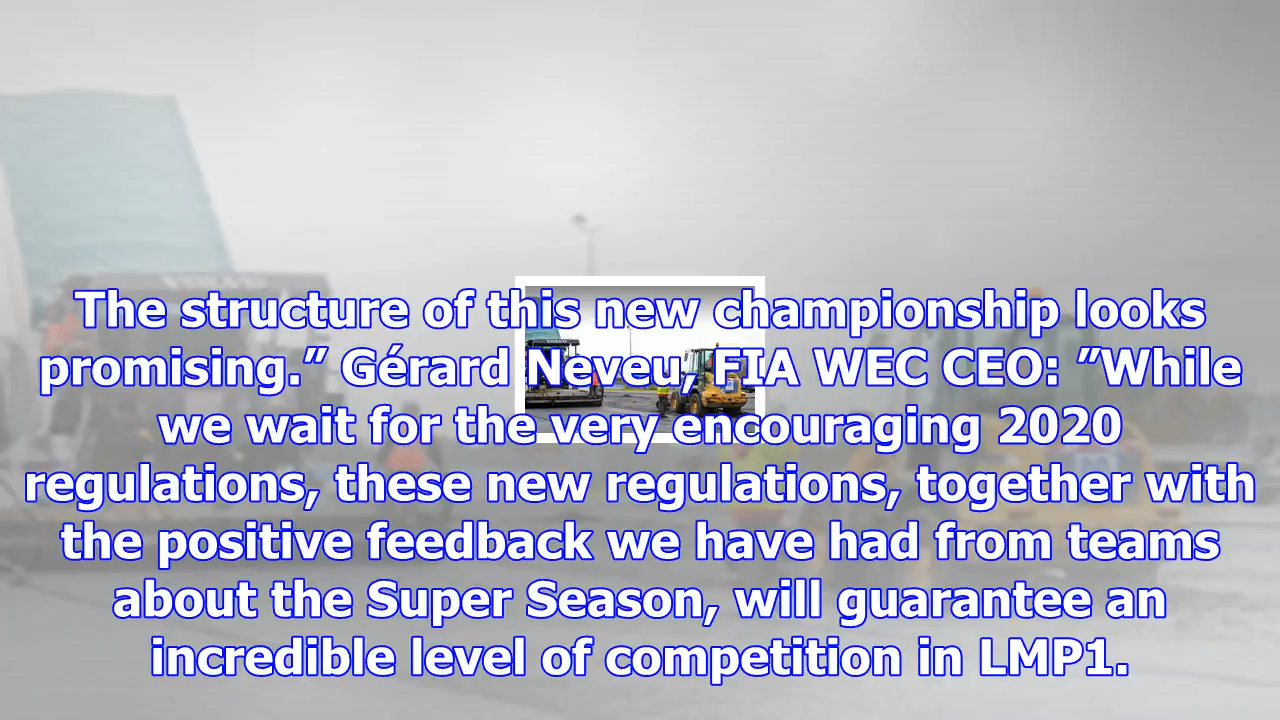 The structure of this new championship looks
promising.” Gérard Neveu, FIA WEC CEO: ”While
we wait for the very encouraging 2020
regulations, these new regulations, together with
the positive feedback we have had from teams
about the Super Season, will guarantee an
incredible level of competition in LMP1.
VOLVO
VOLVO